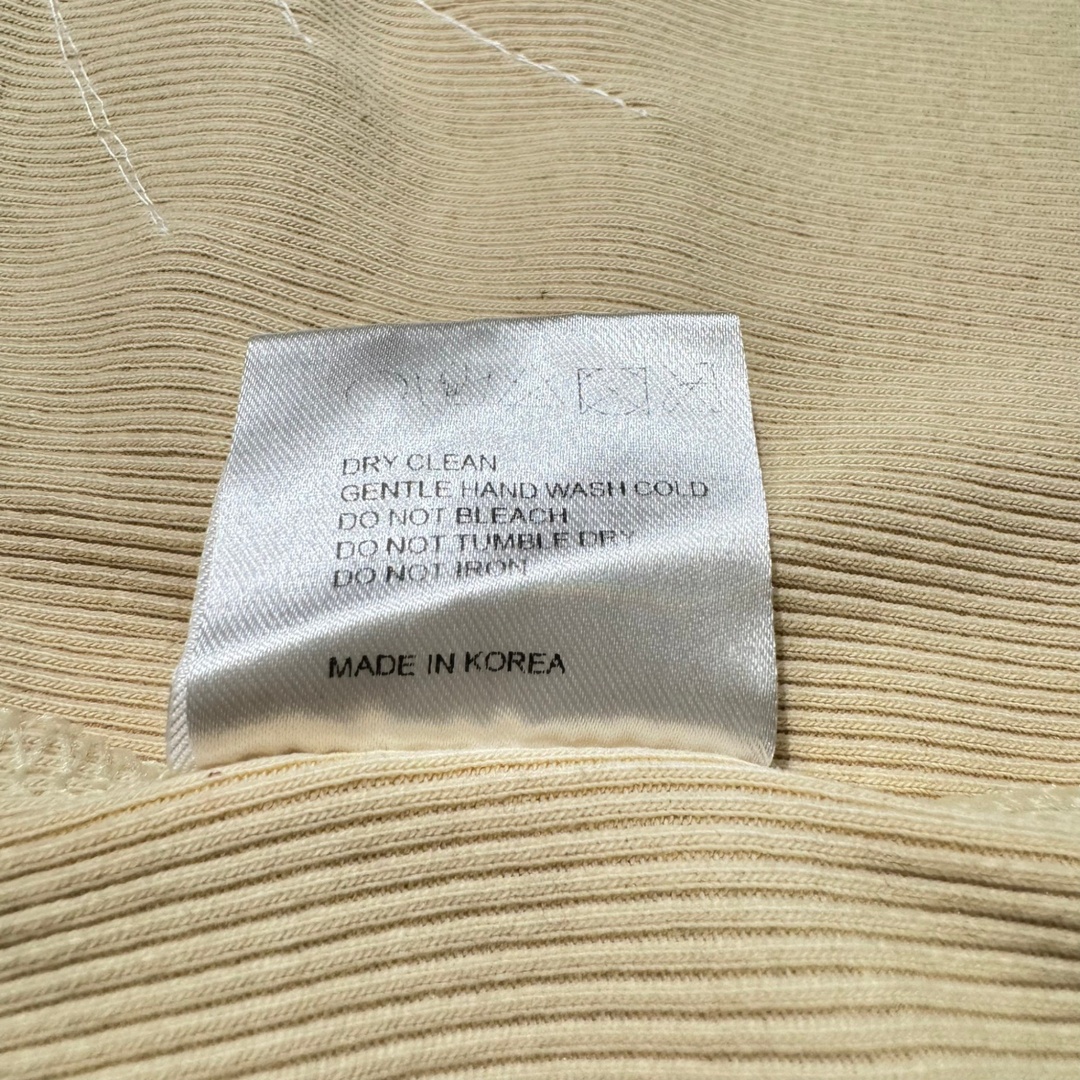 DRY CLEAN
GENTLE HAND WASH COLD
DO NOT BLEACH
DO NOT TUMBLE DRY
DO NOT IRON
MADE IN KOREA